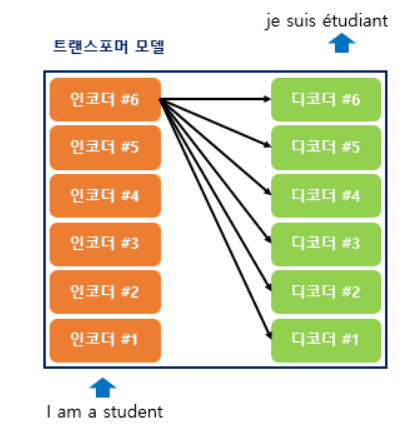 je suis étudiant
트랜스포머 모델
인코더 #6
디코더 #6
인코더 #5
디코더 #5
인코더 #4
디코더 #4
인코더 #3
디코더 #3
인코더 #2
디코더 #2
인코더 #1
디코더 #1
I am a student